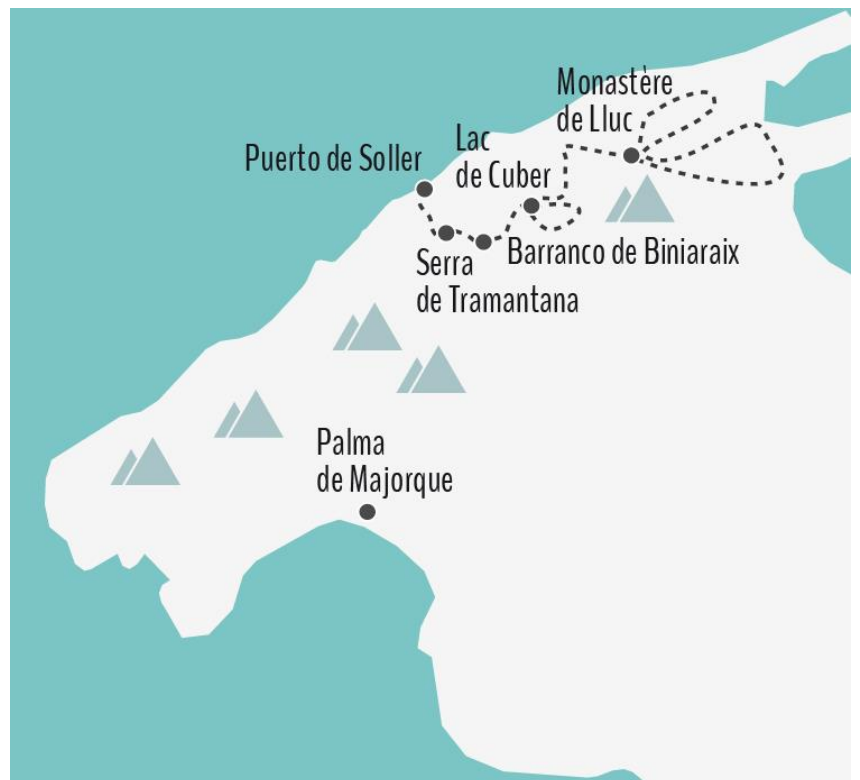 Monastère
de Lluc
Lac
de Cuber
Puerto de Soller
Barranco de Biniaraix
Serra
de Tramantana
Palma
de Majorque